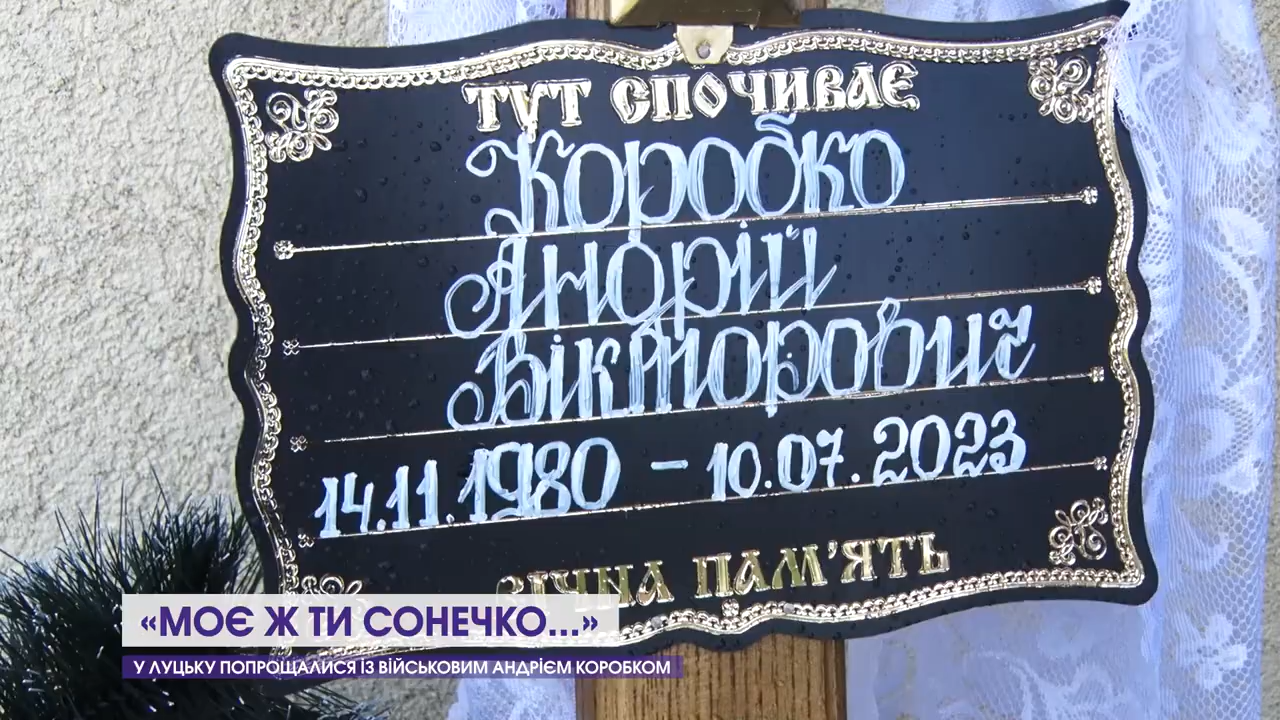 ТУТ СПОЧИВАЄ
Коробко
Андрій
Вікторович
14.11.1980 – 10.07.2023
ВІЧНА ПАМ'ЯТЬ
«МОЄ Ж ТИ СОНЕЧКО...»
У ЛУЦЬКУ ПОПРОЩАЛИСЯ ІЗ ВІЙСЬКОВИМ АНДРІЄМ КОРОБКОМ